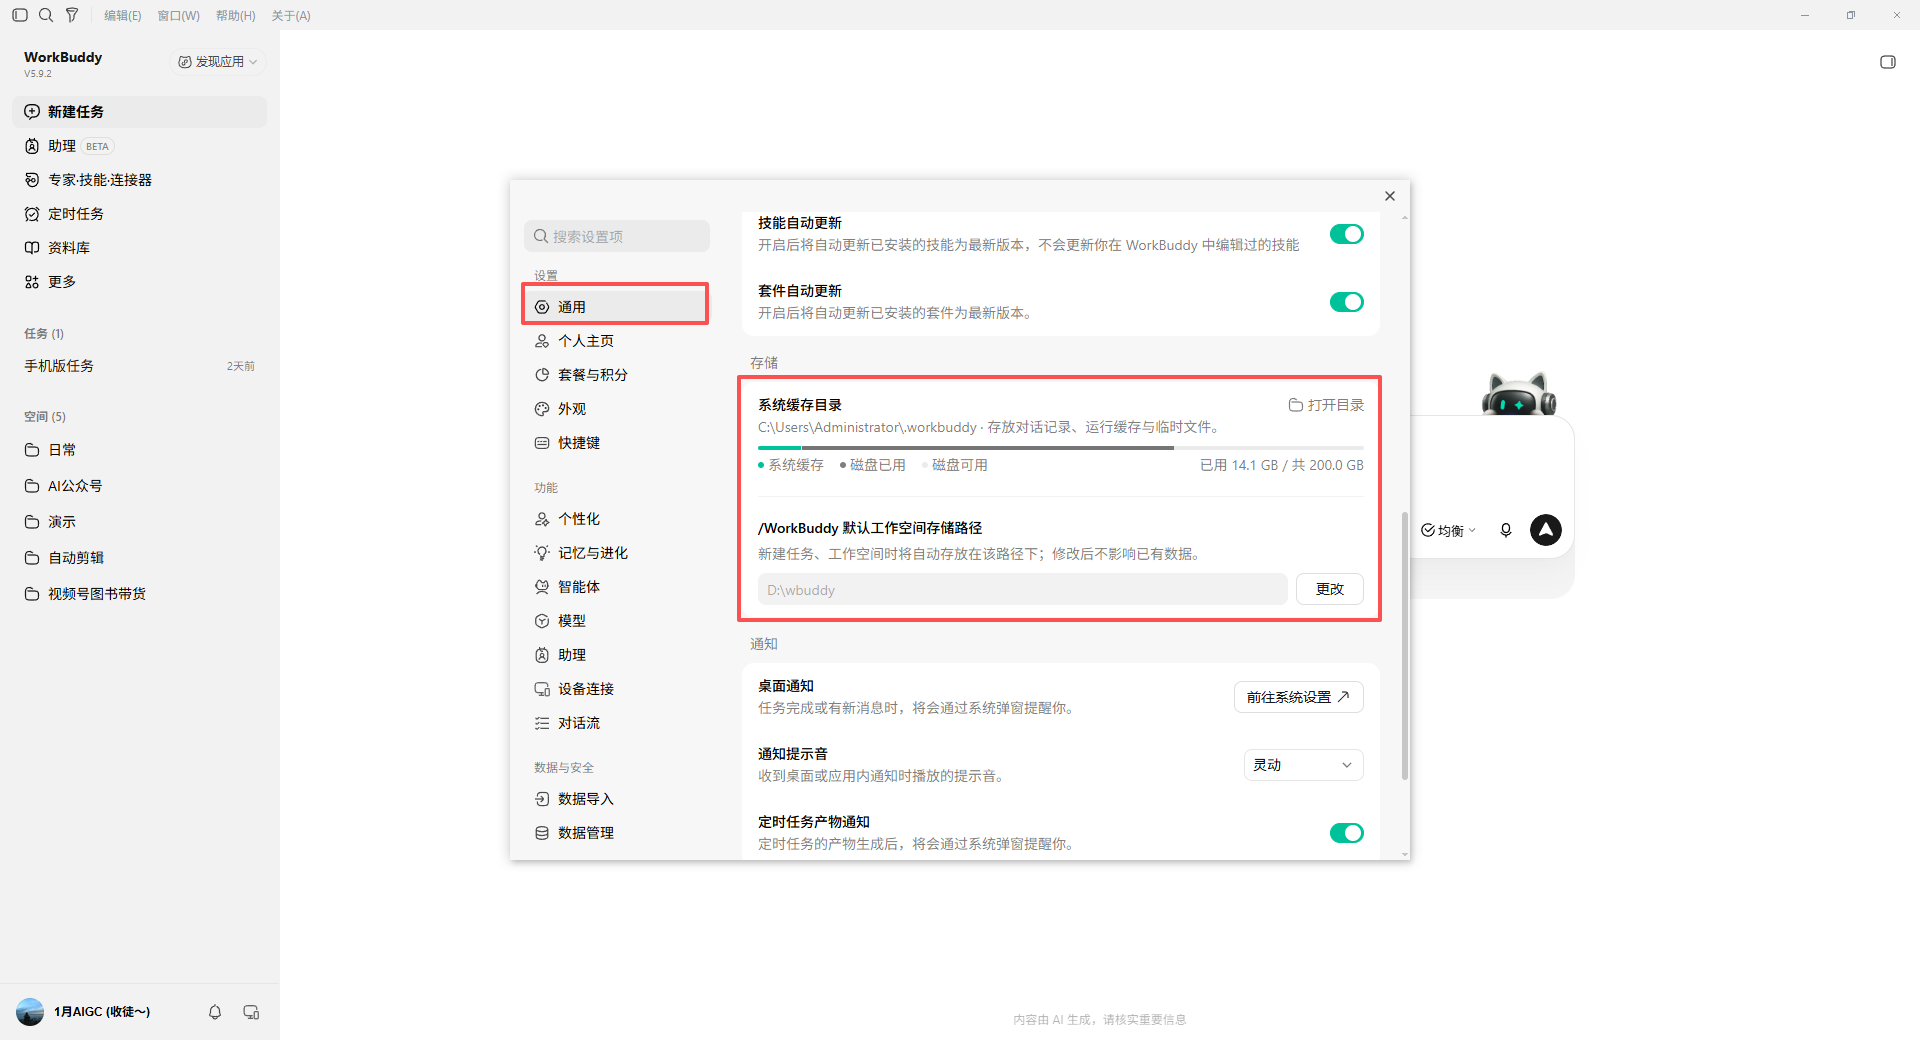 编辑(E) 窗口(W) 帮助(H) 关于(A)
WorkBuddy
V5.9.2
发现应用
新建任务
助理 BETA
专家·技能·连接器
定时任务
资料库
更多
任务 (1)
手机版任务 2天前
空间 (5)
日常
AI公众号
演示
自动剪辑
视频号图书带货
1月AIGC (收徒～)
搜索设置项
设置
通用
个人主页
套餐与积分
外观
快捷键
功能
个性化
记忆与进化
智能体
模型
助理
设备连接
对话流
数据与安全
数据导入
数据管理
技能自动更新
开启后将自动更新已安装的技能为最新版本，不会更新你在 WorkBuddy 中编辑过的技能
套件自动更新
开启后将自动更新已安装的套件为最新版本。
存储
系统缓存目录 打开目录
C:\Users\Administrator\.workbuddy · 存放对话记录、运行缓存与临时文件。
系统缓存 磁盘已用 磁盘可用 已用 14.1 GB / 共 200.0 GB
/WorkBuddy 默认工作空间存储路径
新建任务、工作空间时将自动存放在该路径下；修改后不影响已有数据。
D:\wbuddy 更改
通知
桌面通知
任务完成或有新消息时，将会通过系统弹窗提醒你。
前往系统设置
通知提示音
收到桌面或应用内通知时播放的提示音。
灵动
定时任务产物通知
定时任务的产物生成后，将会通过系统弹窗提醒你。
均衡
内容由 AI 生成，请核实重要信息